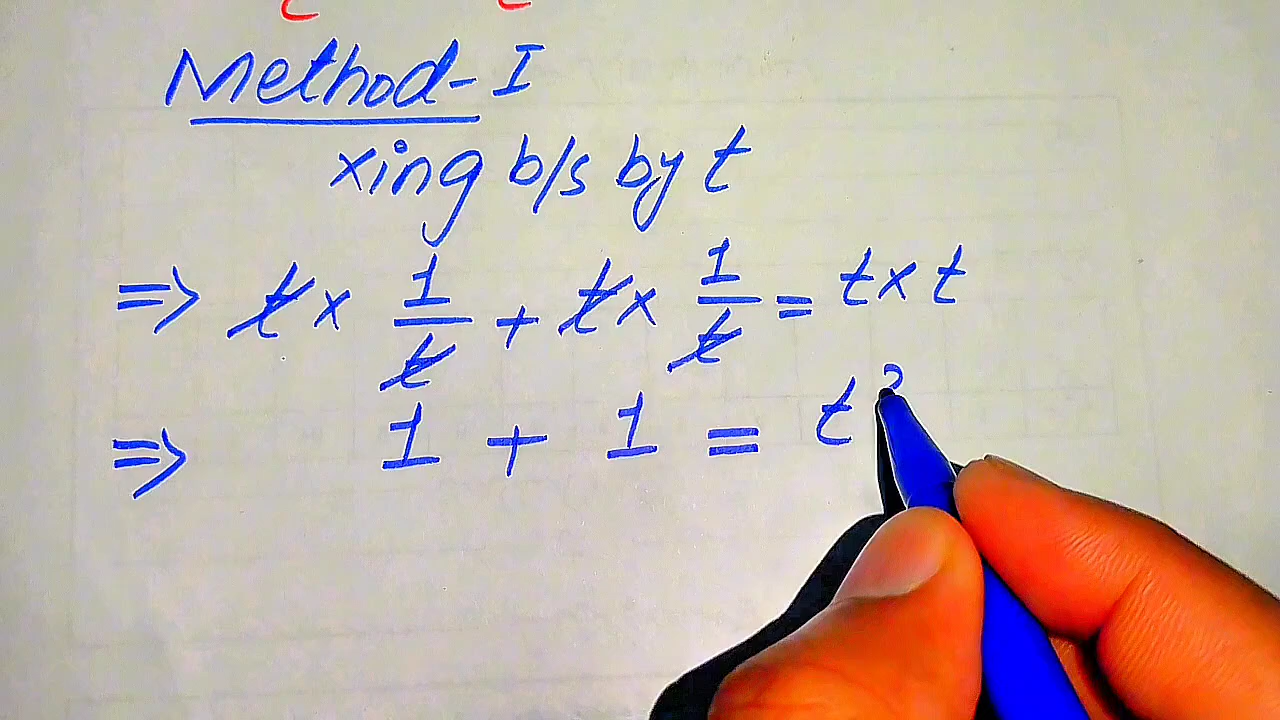 Method-I
xing b/s by t
=> t x 1/t + t x 1/t = t x t
=> 1 + 1 = t²